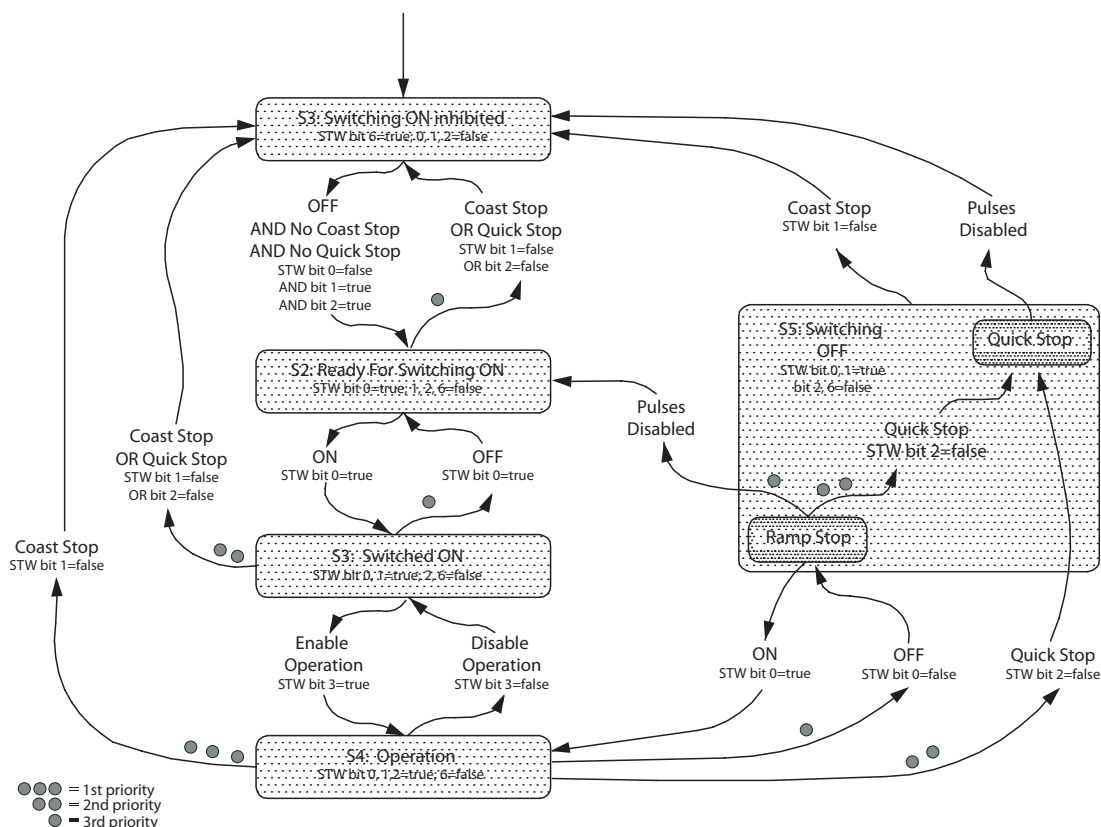 S3: Switching ON inhibited
STW bit 6=true; 0, 1, 2=false
OFF
AND No Coast Stop
AND No Quick Stop
STW bit 0=false
AND bit 1=true
AND bit 2=true
Coast Stop
OR Quick Stop
STW bit 1=false
OR bit 2=false
Coast Stop
STW bit 1=false
Pulses
Disabled
S5: Switching
OFF
STW bit 0, 1=true
bit 2, 6=false
Quick Stop
S2: Ready For Switching ON
STW bit 0=true; 1, 2, 6=false
Pulses
Disabled
Quick Stop
STW bit 2=false
Coast Stop
OR Quick Stop
STW bit 1=false
OR bit 2=false
ON
STW bit 0=true
OFF
STW bit 0=true
Ramp Stop
Coast Stop
STW bit 1=false
S3: Switched ON
STW bit 0, 1=true; 2, 6=false
Enable
Operation
STW bit 3=true
Disable
Operation
STW bit 3=false
ON
STW bit 0=true
OFF
STW bit 0=false
Quick Stop
STW bit 2=false
S4: Operation
STW bit 0, 1,2=true; 6=false
= 1st priority
= 2nd priority
= 3rd priority